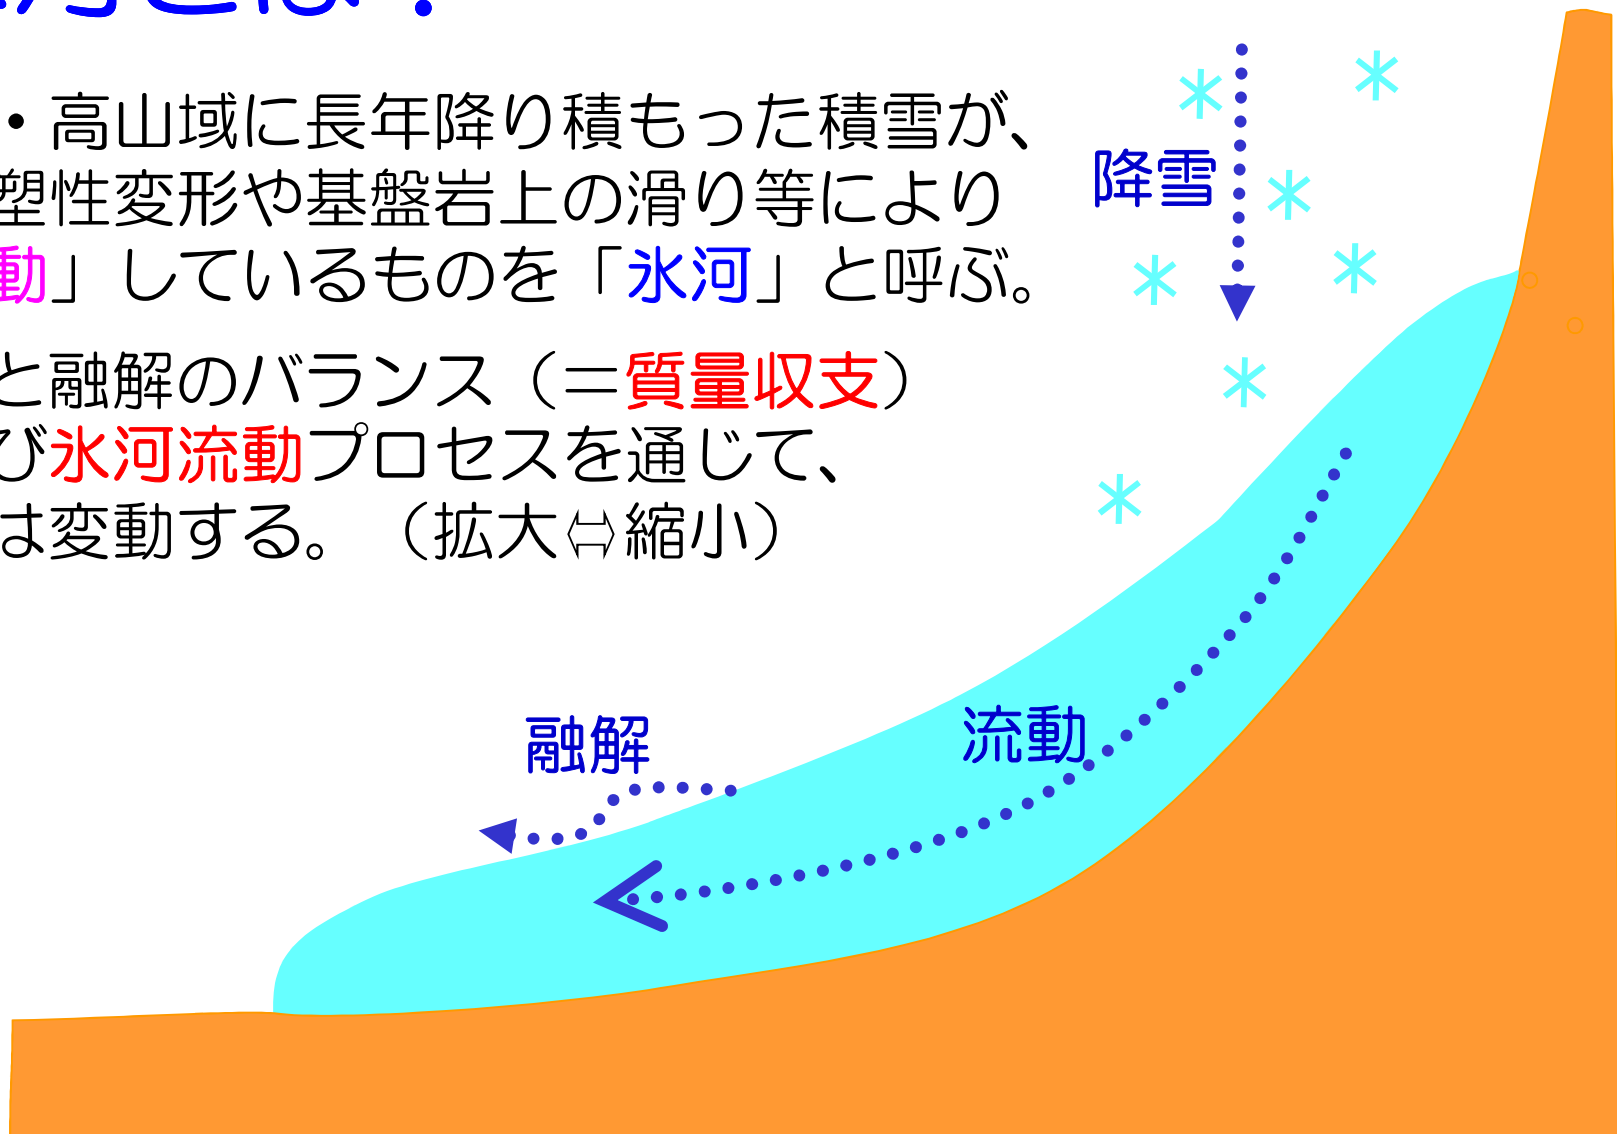 ・高山域に長年降り積もった積雪が、
塑性変形や基盤岩上の滑り等により
動」しているものを「氷河」と呼ぶ。
と融解のバランス（＝質量収支）
び氷河流動プロセスを通じて、
は変動する。（拡大⇔縮小）
降雪
融解
流動